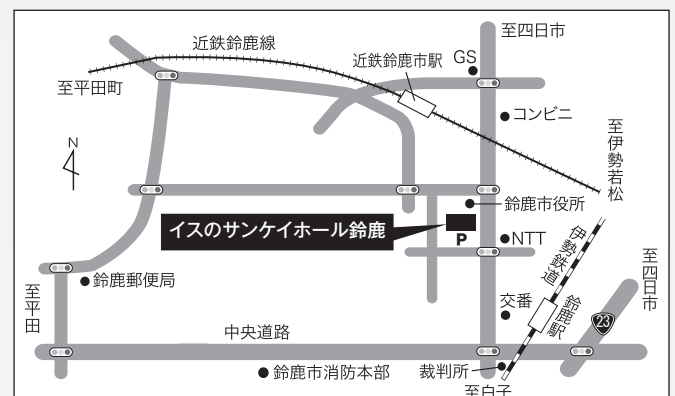 至四日市
近鉄鈴鹿線
近鉄鈴鹿市駅
GS
至平田町
コンビニ
至伊勢若松
N
鈴鹿市役所
イスのサンケイホール鈴鹿
P
NTT
伊勢鉄道
至四日市
鈴鹿郵便局
至平田
交番
鈴鹿駅
23
中央道路
鈴鹿市消防本部
裁判所
至白子